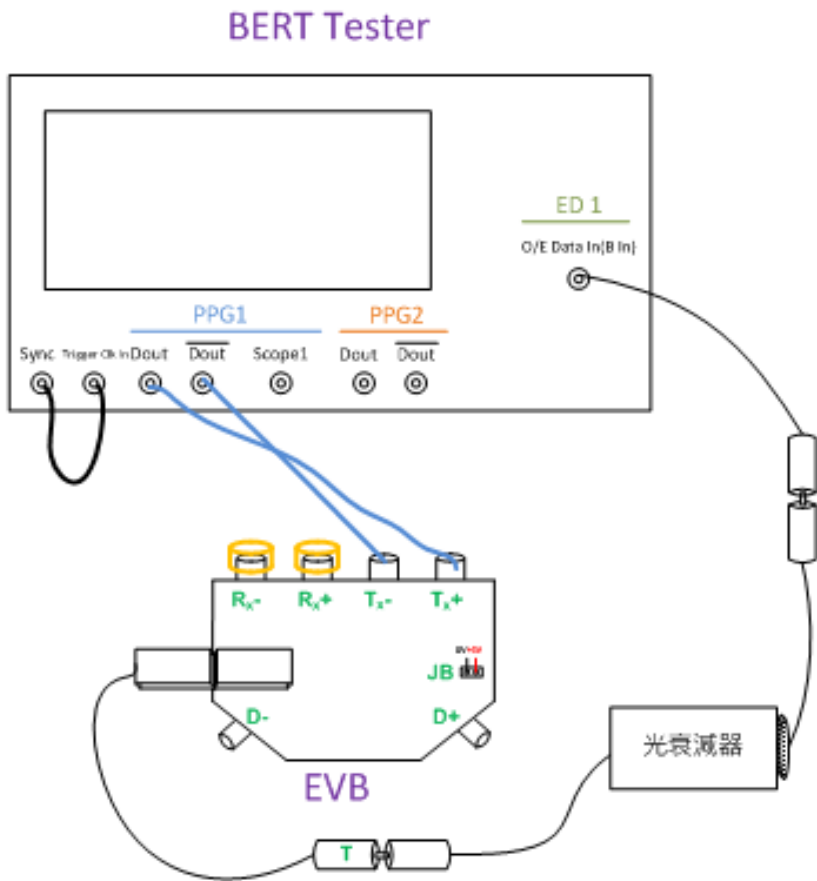 BERT Tester
ED 1
O/E Data In(B In)
PPG1
PPG2
Sync
Trigger Clk In
Dout
Dout
Scope1
Dout
Dout
Rx-
Rx+
Tx-
Tx+
JB
D-
D+
EVB
光衰減器
T